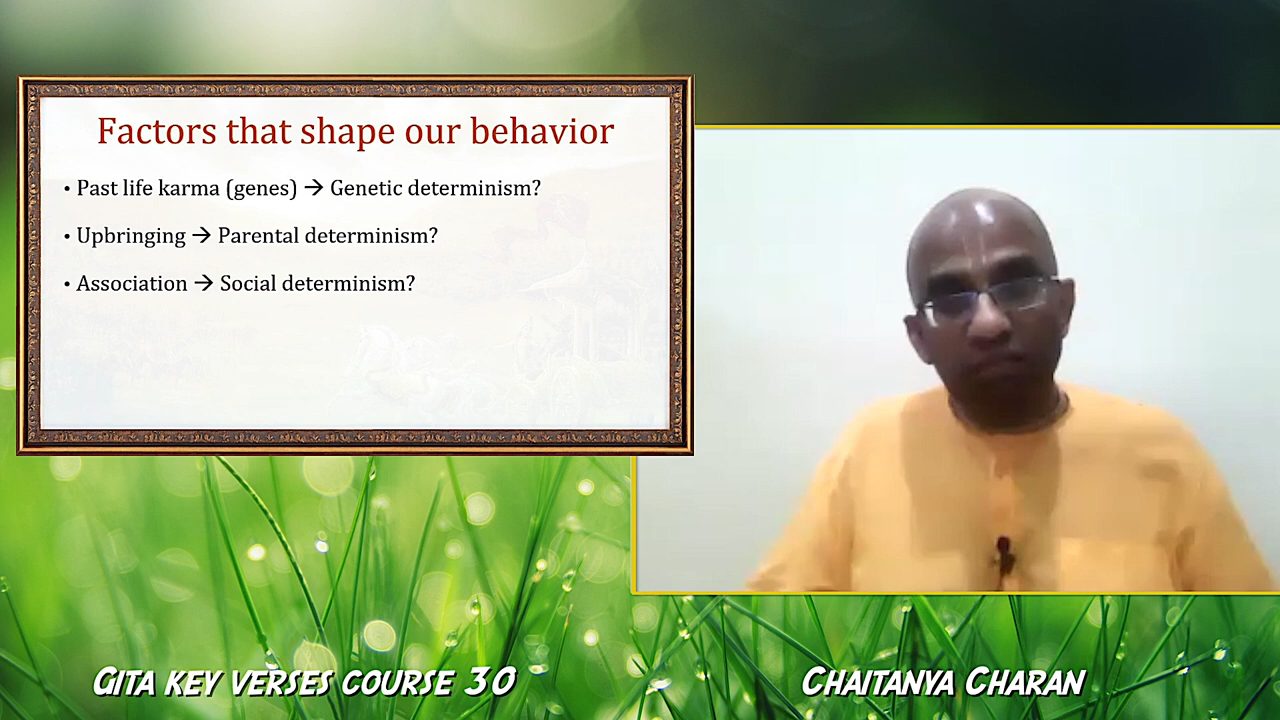 Factors that shape our behavior
• Past life karma (genes) → Genetic determinism?
• Upbringing → Parental determinism?
• Association → Social determinism?
Gita key verses course 30
Chaitanya Charan